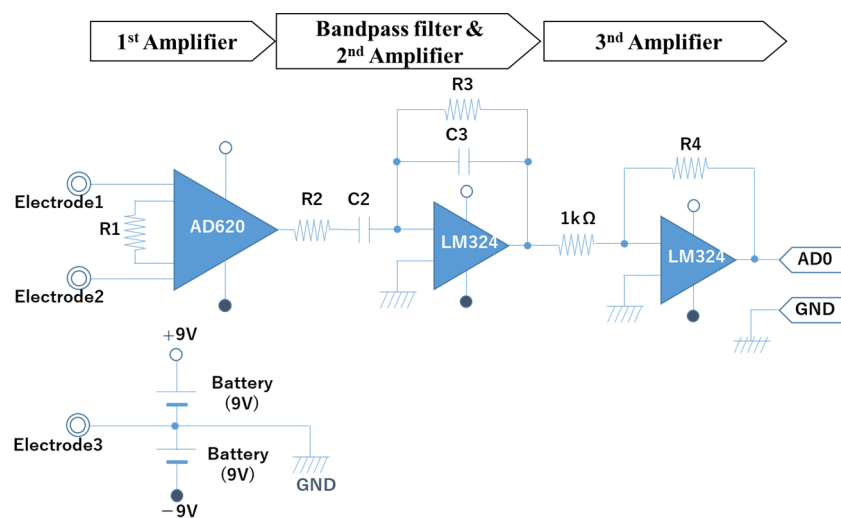 1st Amplifier
Bandpass filter &
2nd Amplifier
3nd Amplifier
R3
C3
R4
Electrode1
R1
AD620
R2
C2
LM324
1kΩ
LM324
AD0
Electrode2
GND
+9V
Battery
(9V)
Electrode3
Battery
(9V)
GND
−9V